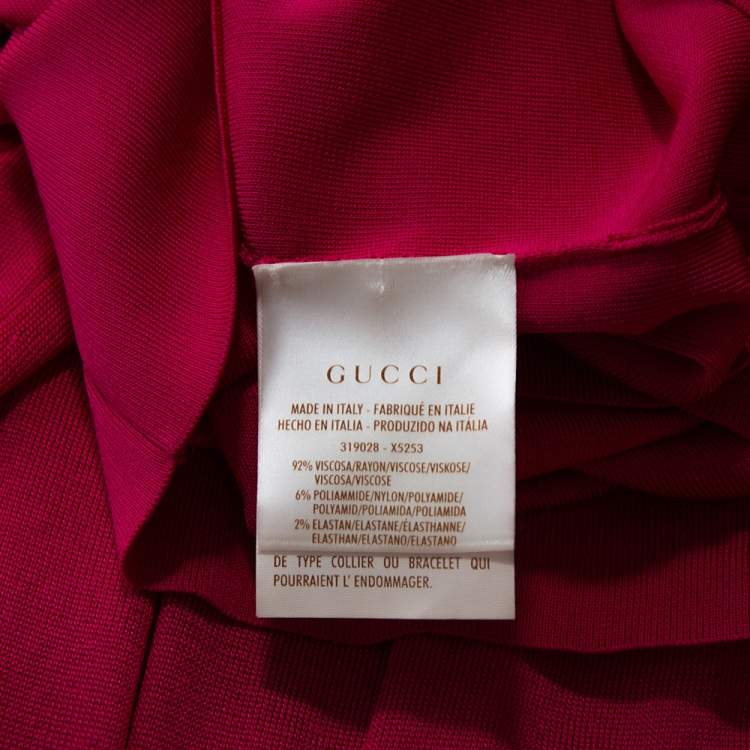 GUCCI
MADE IN ITALY - FABRIQUÉ EN ITALIE
HECHO EN ITALIA - PRODUZIDO NA ITÁLIA
319028 - X5253
92% VISCOSA/RAYON/VISCOSE/VISKOSE/
VISCOSA/VISCOSE
6% POLIAMMIDE/NYLON/POLYAMIDE/
POLYAMID/POLIAMIDA/POLIAMIDA
2% ELASTAN/ELASTANE/ÉLASTHANNE/
ELASTHAN/ELASTANO/ELASTANO
DE TYPE COLLIER OU BRACELET QUI
POURRAIENT L' ENDOMMAGER.